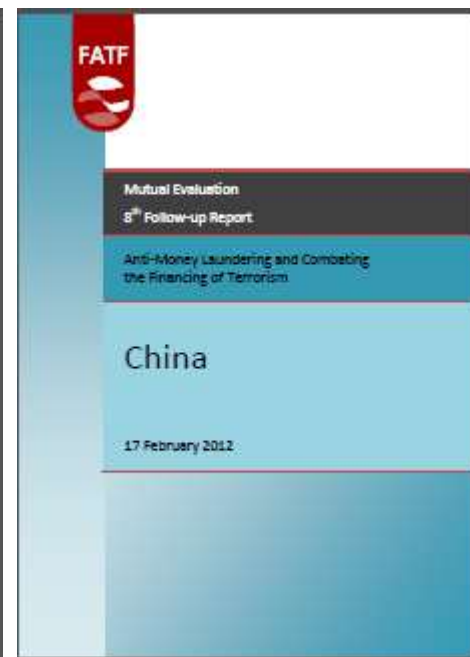 FATF
Mutual Evaluation
8th Follow-up Report
Anti-Money Laundering and Combating
the Financing of Terrorism
China
17 February 2012